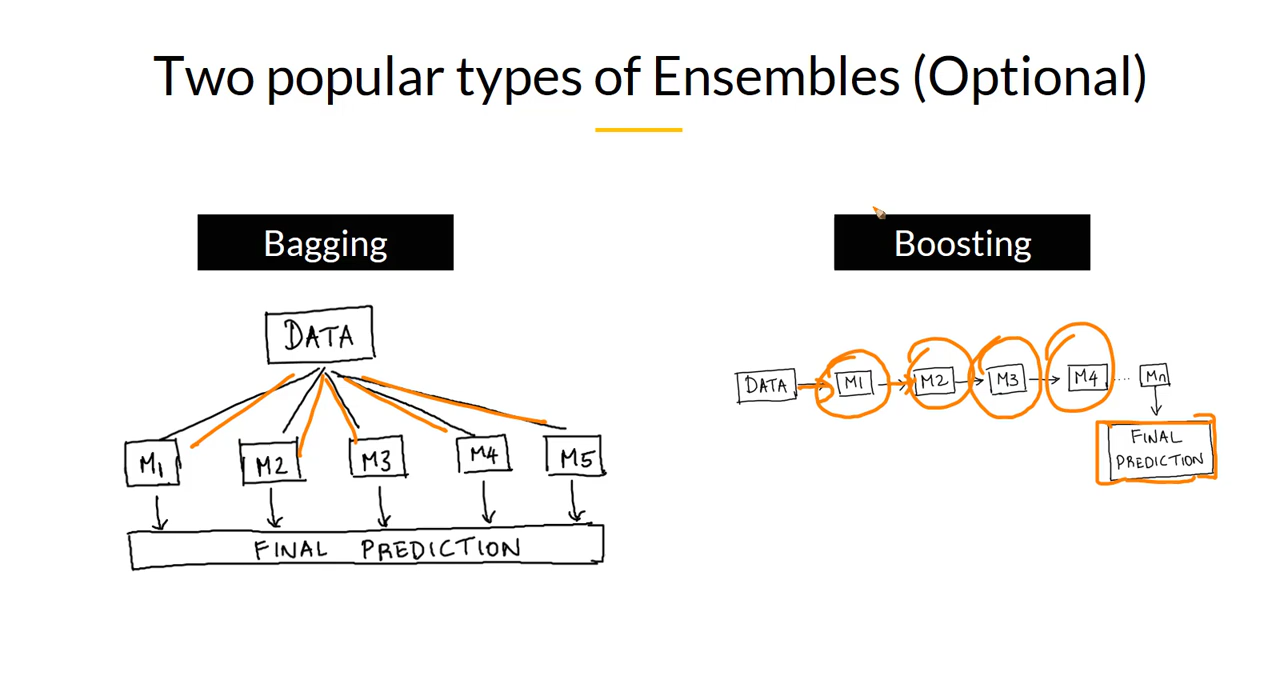 Two popular types of Ensembles (Optional)
Bagging
DATA
M1
M2
M3
M4
M5
FINAL PREDICTION
Boosting
DATA
M1
M2
M3
M4
....
Mn
FINAL
PREDICTION